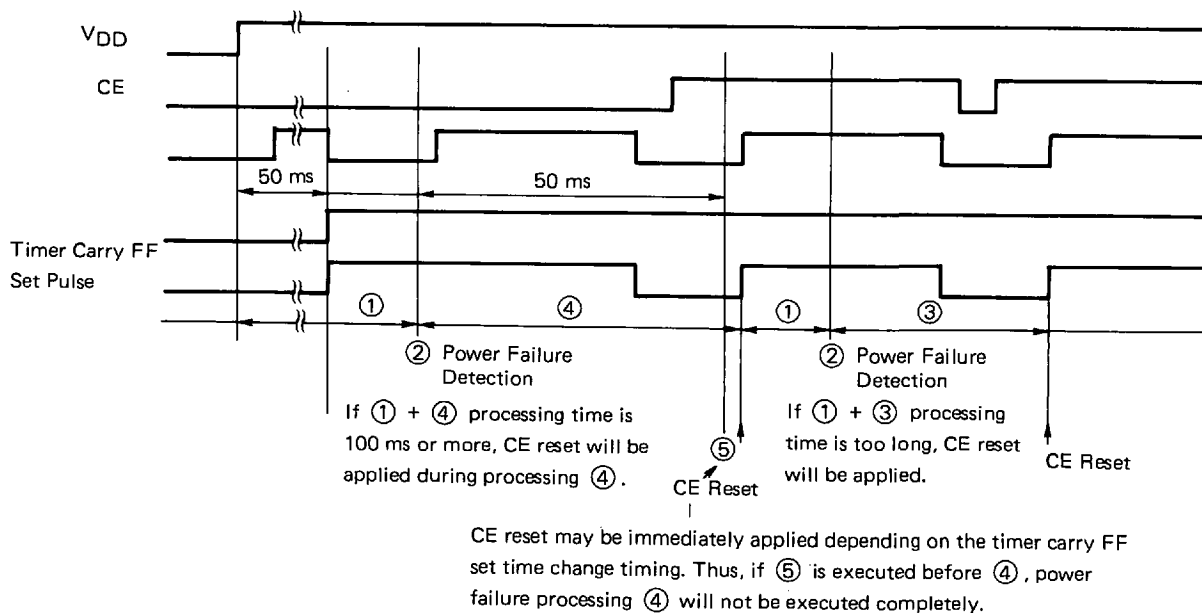 VDD
CE
50 ms
50 ms
Timer Carry FF
Set Pulse
① ④ ① ③
② Power Failure
Detection
If ① + ④ processing time is
100 ms or more, CE reset will be
applied during processing ④.
⑤
CE Reset
② Power Failure
Detection
If ① + ③ processing
time is too long, CE reset
will be applied.
CE Reset
CE reset may be immediately applied depending on the timer carry FF
set time change timing. Thus, if ⑤ is executed before ④, power
failure processing ④ will not be executed completely.